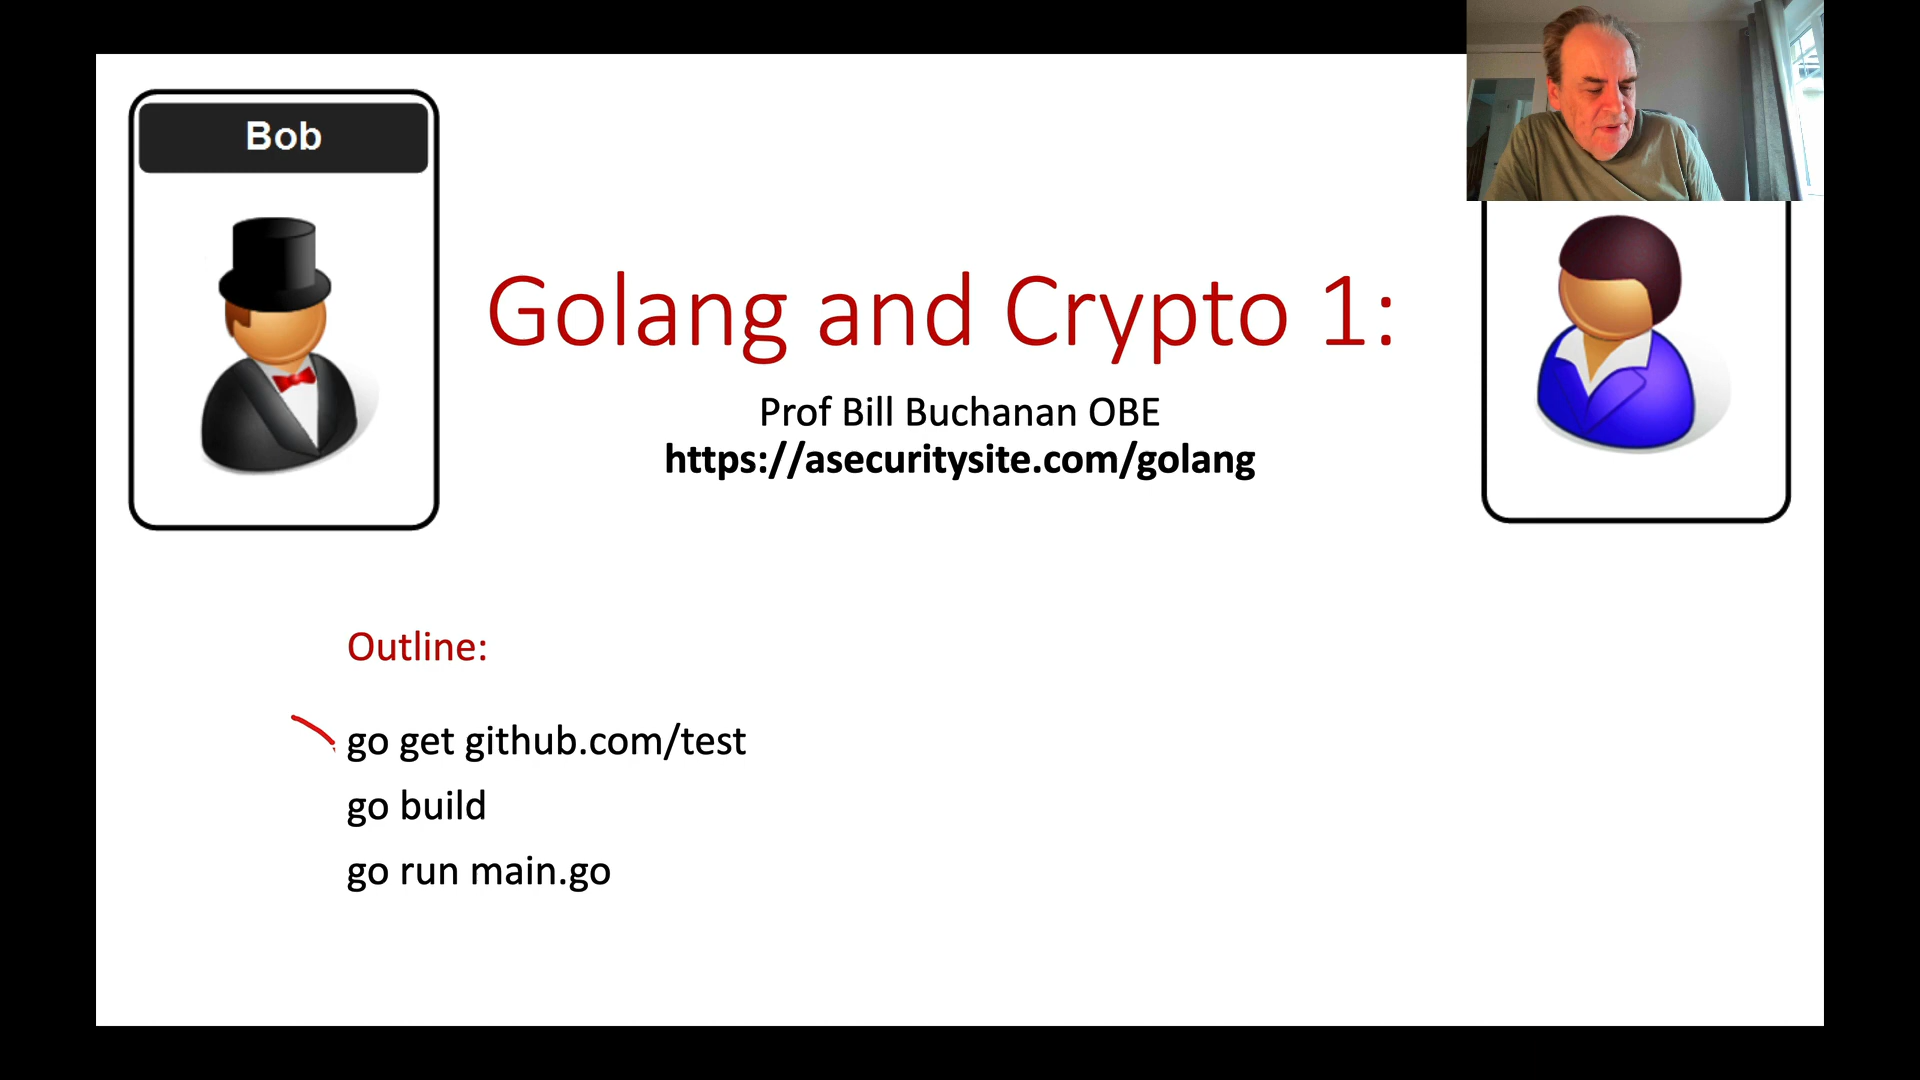 Bob
Golang and Crypto 1:
Prof Bill Buchanan OBE
https://asecuritysite.com/golang
Outline:
go get github.com/test
go build
go run main.go